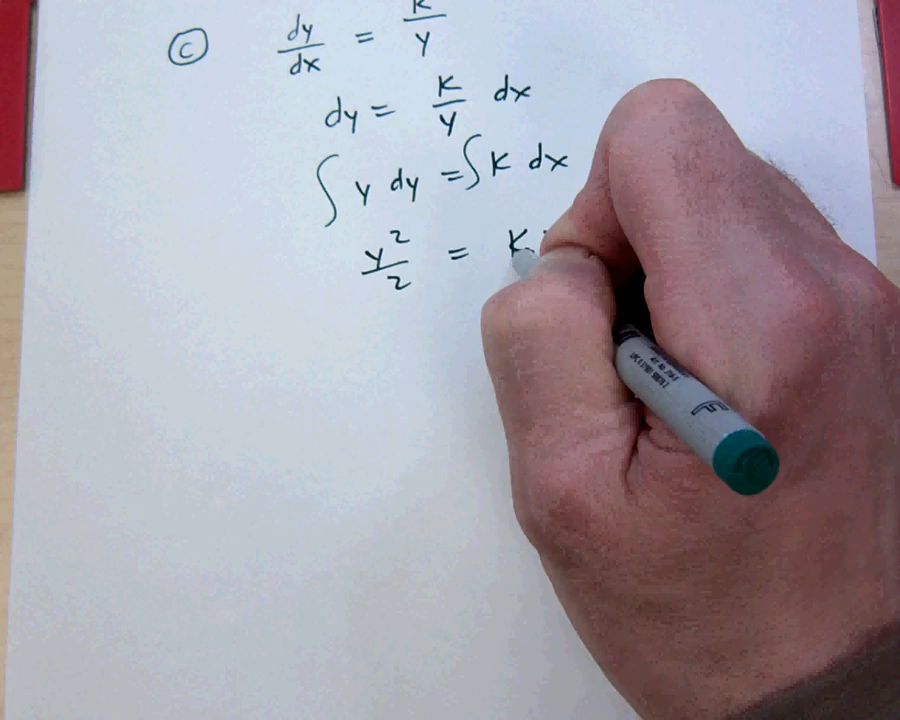 ⓒ dy/dx = K/y
dy = K/y dx
∫ y dy = ∫ K dx
y²/2 = K
F